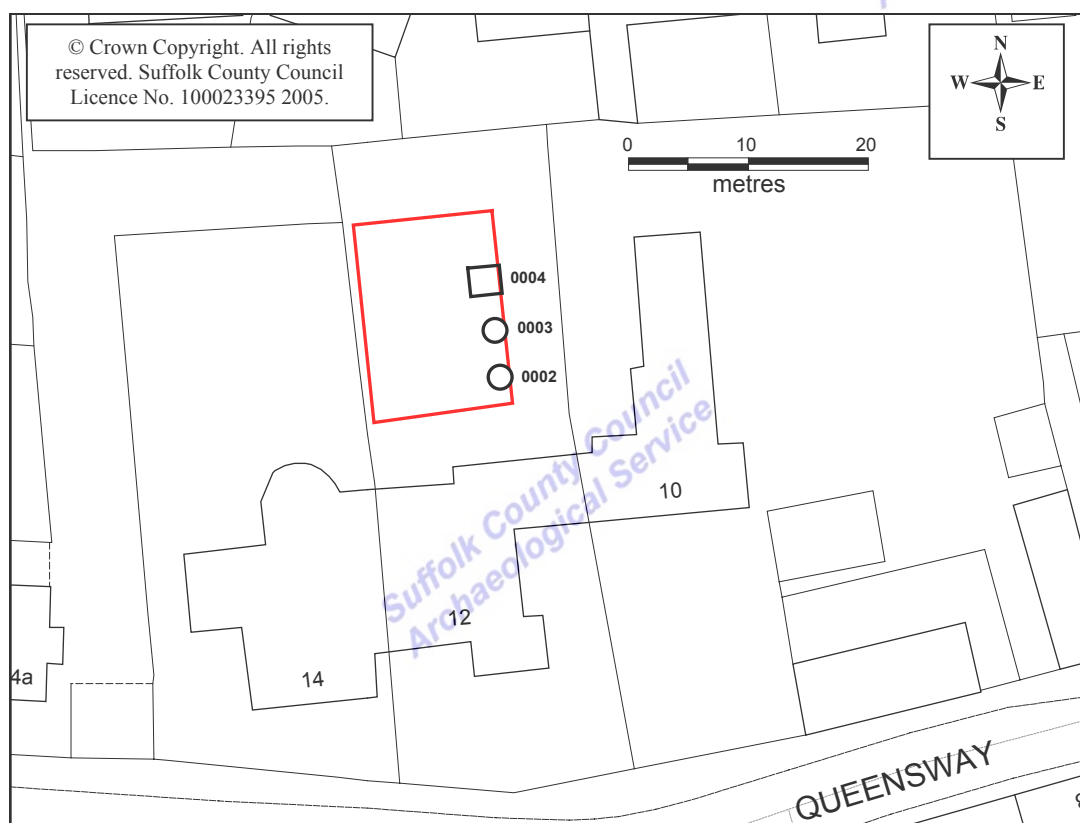 © Crown Copyright. All rights
reserved. Suffolk County Council
Licence No. 100023395 2005.
N
W E
S
0 10 20
metres
0004
0003
0002
10
12
14
4a
Suffolk County Council
Archaeological Service
QUEENSWAY